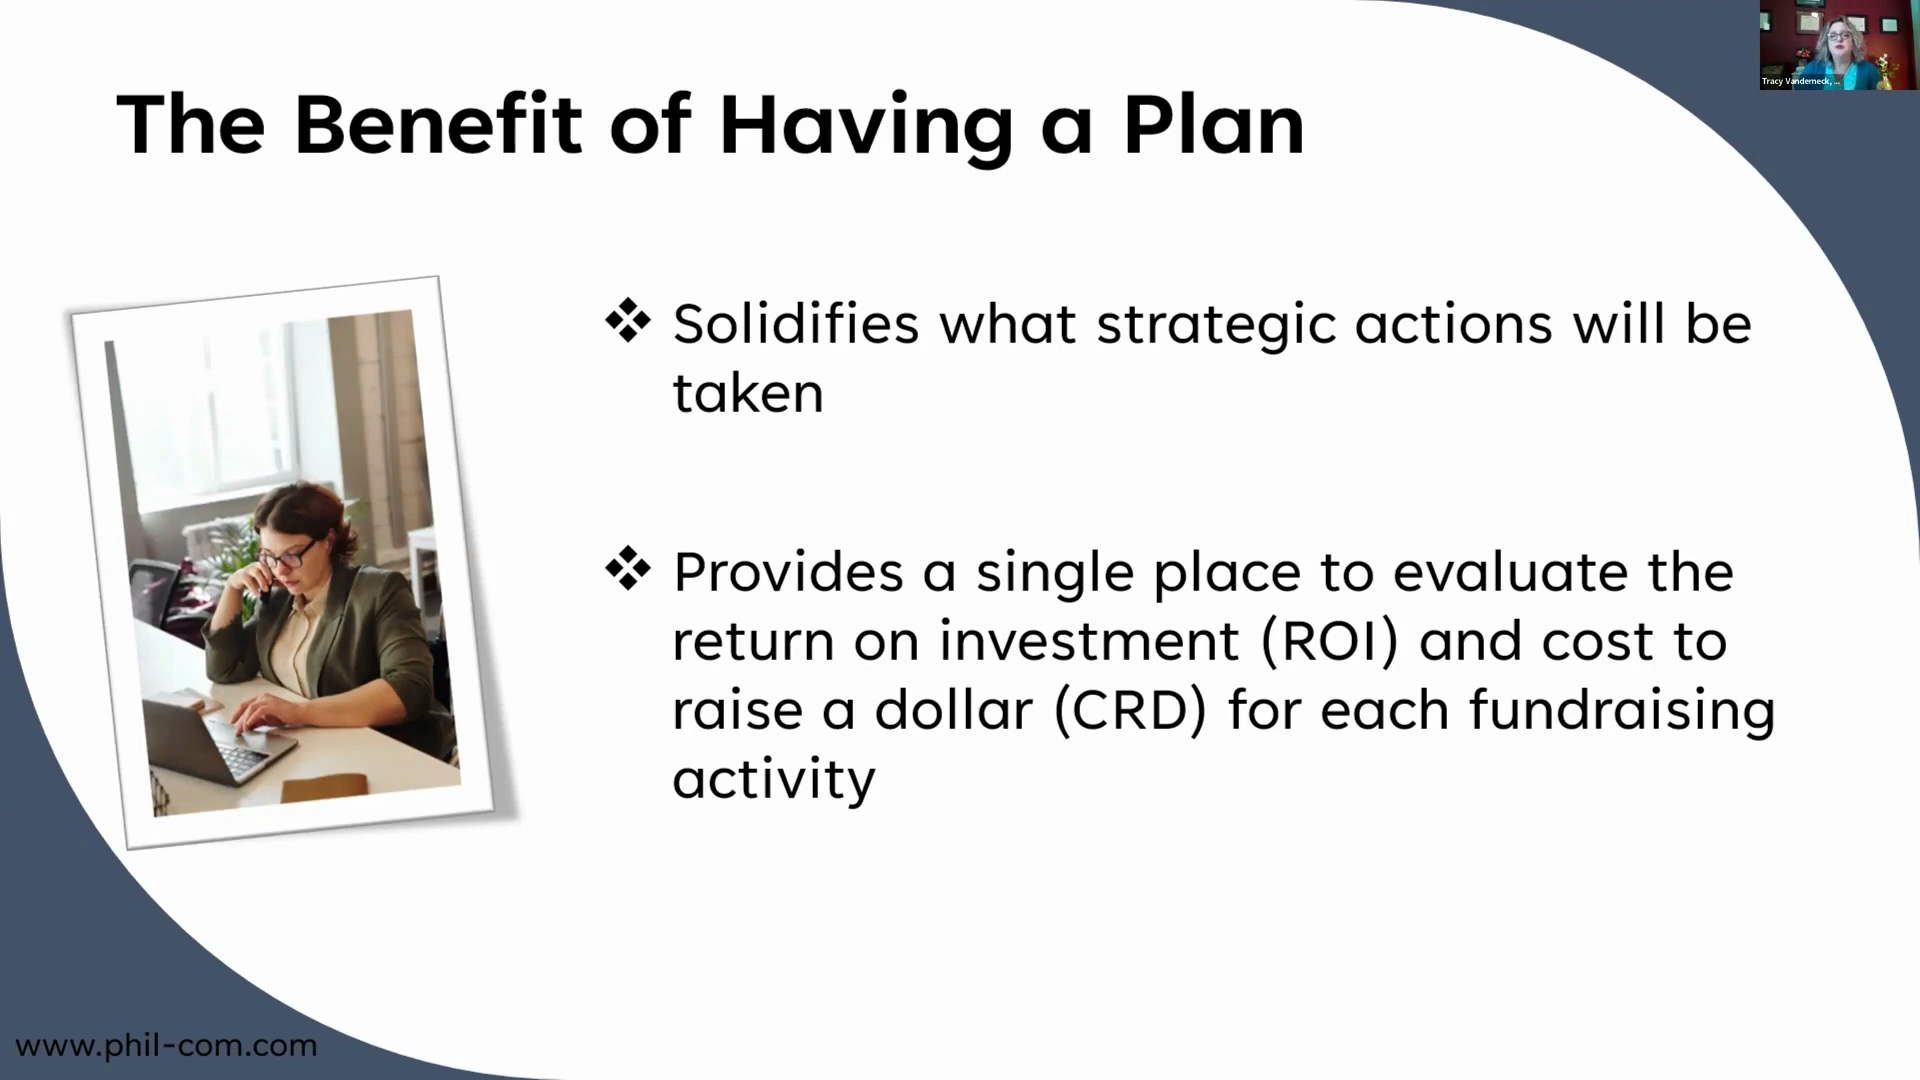 The Benefit of Having a Plan
Solidifies what strategic actions will be
taken
Provides a single place to evaluate the
return on investment (ROI) and cost to
raise a dollar (CRD) for each fundraising
activity
www.phil-com.com
Tracy Vanderneck, ...